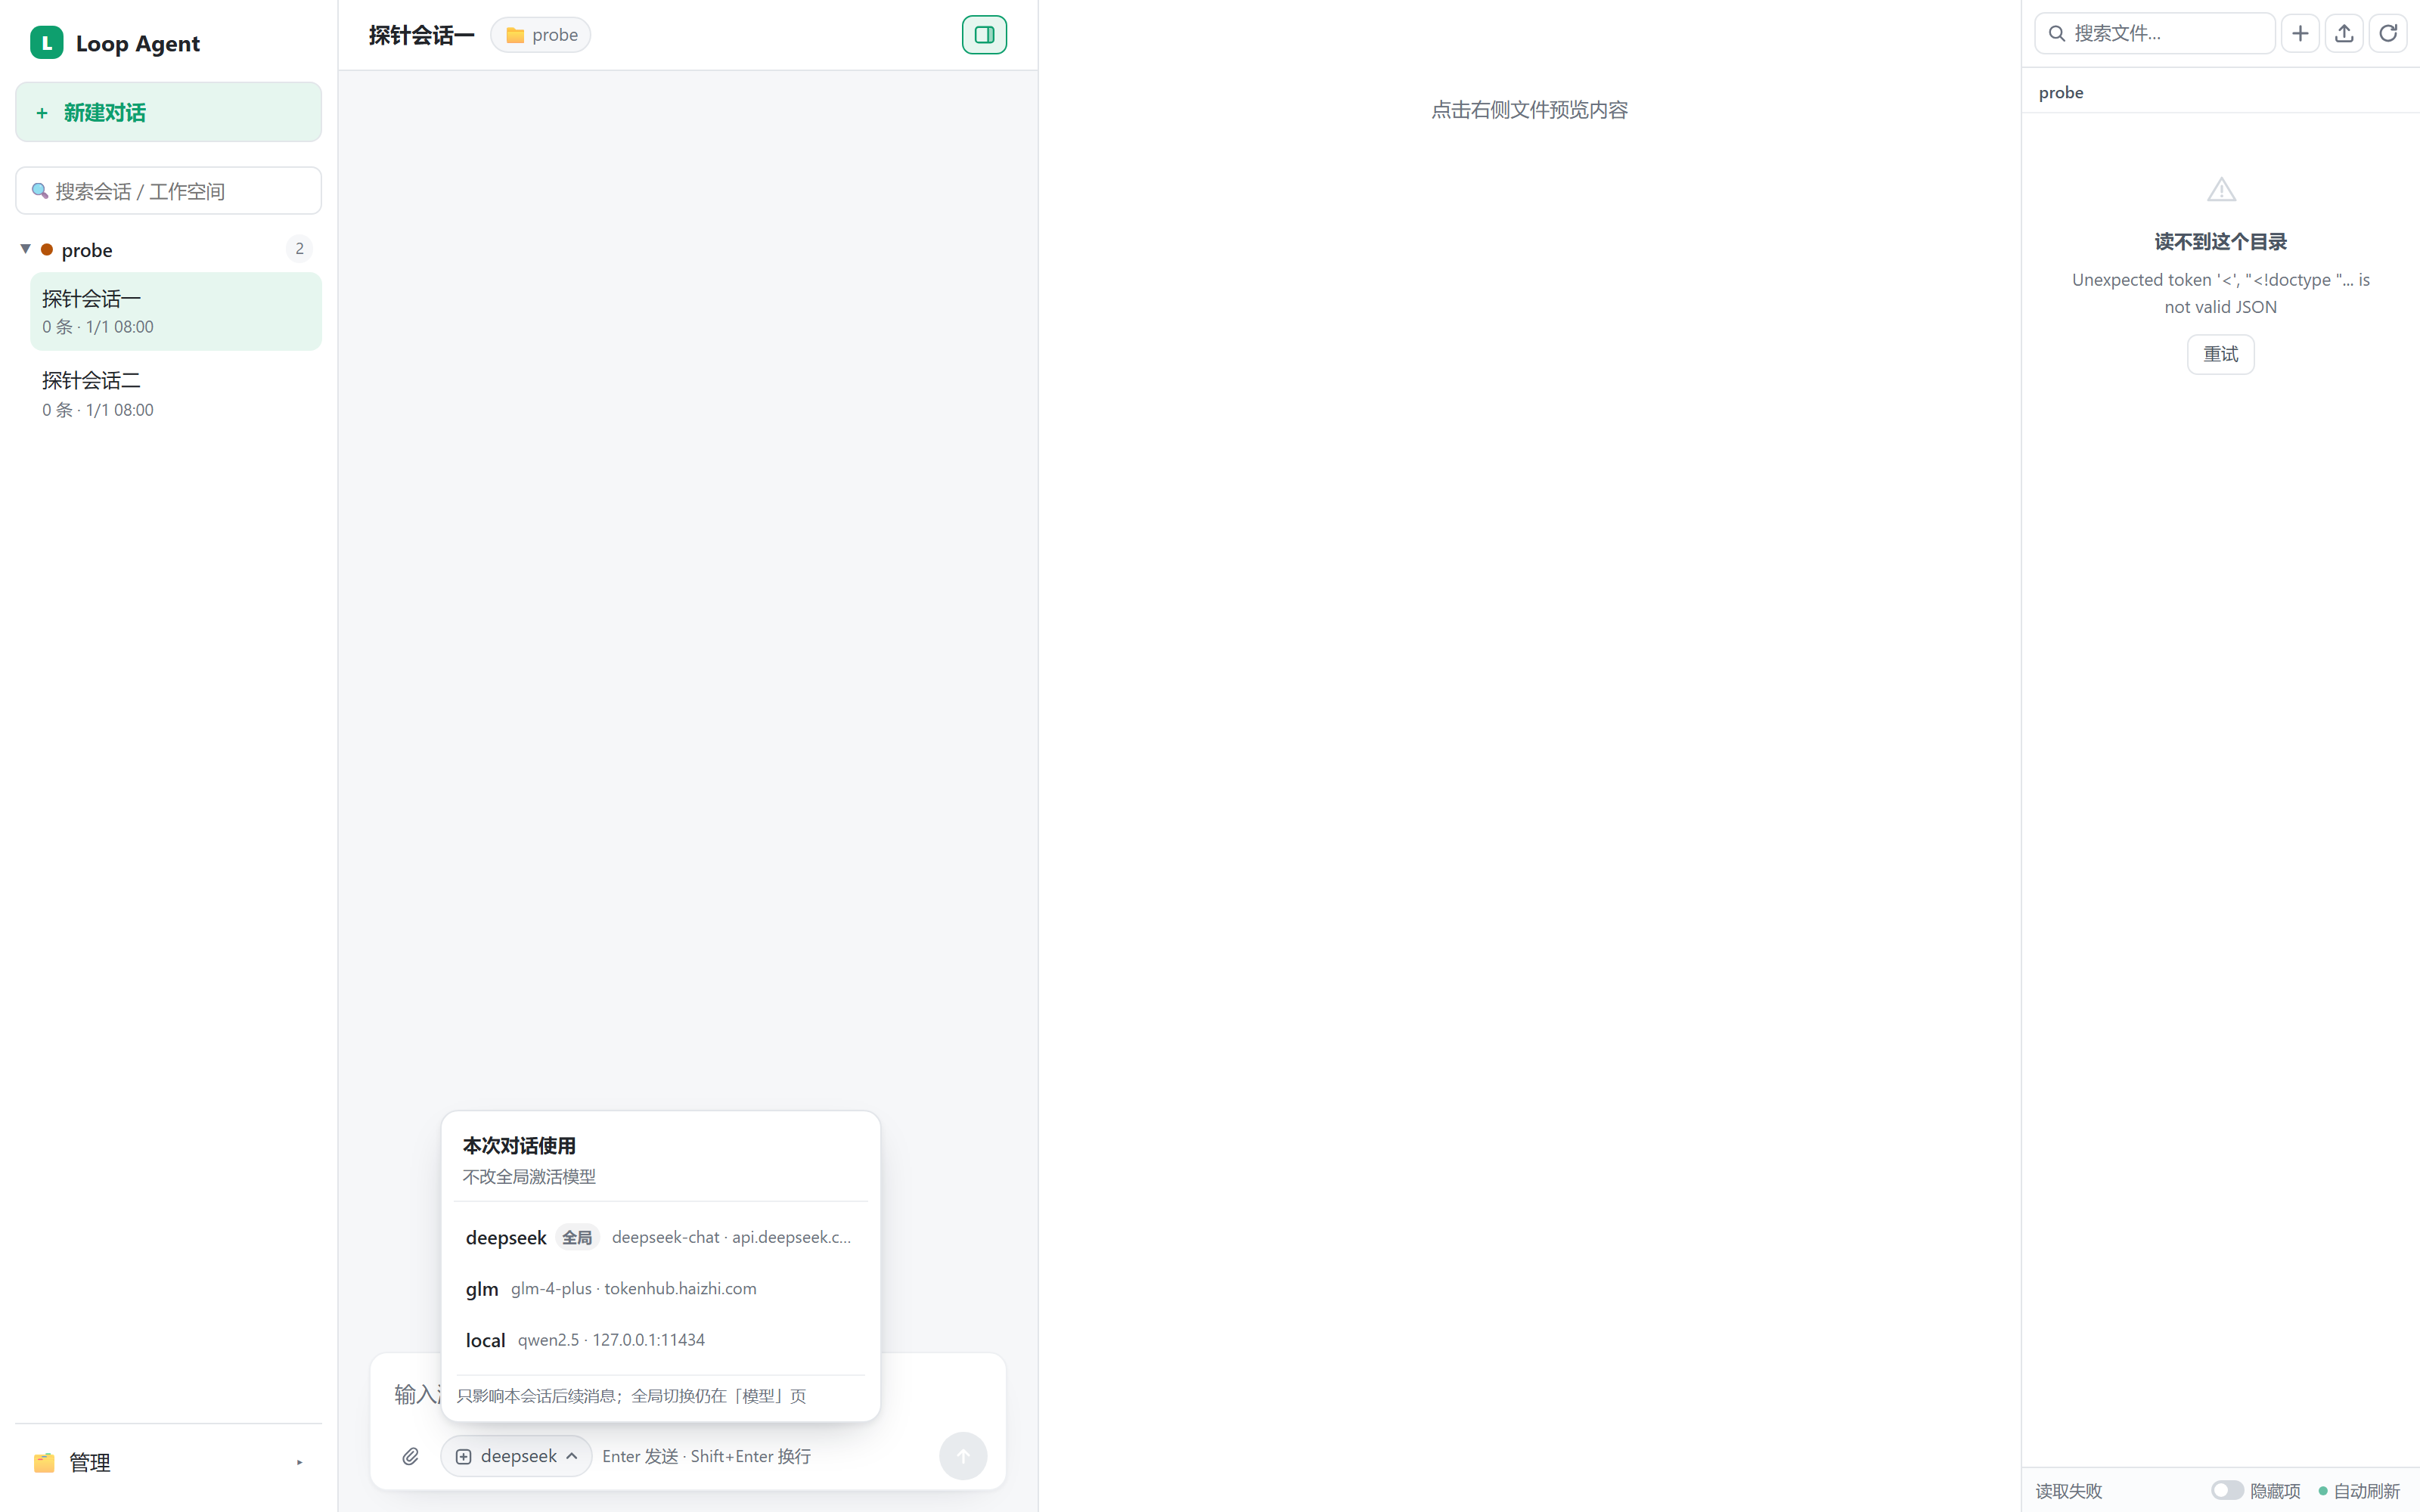 L Loop Agent
+ 新建对话
搜索会话 / 工作空间
probe 2
探针会话一
0 条 · 1/1 08:00
探针会话二
0 条 · 1/1 08:00
管理
探针会话一 probe
本次对话使用
不改全局激活模型
deepseek 全局 deepseek-chat · api.deepseek.c...
glm glm-4-plus · tokenhub.haizhi.com
local qwen2.5 · 127.0.0.1:11434
只影响本会话后续消息；全局切换仍在「模型」页
输入
deepseek Enter 发送 · Shift+Enter 换行
点击右侧文件预览内容
搜索文件...
probe
读不到这个目录
Unexpected token '<', "<!doctype "... is
not valid JSON
重试
读取失败 隐藏项 自动刷新